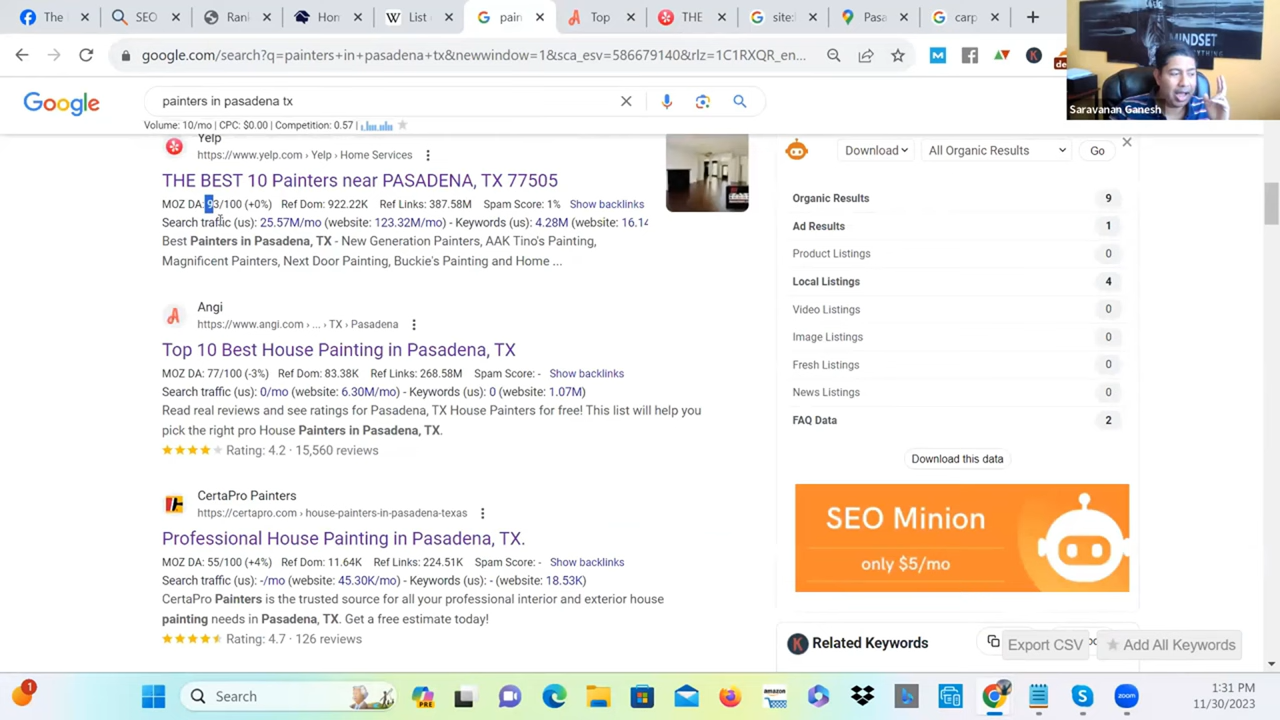 The
SEO
Rani
Hon
List
pain
Top
THE
site:
Pasa
carp
google.com/search?q=painters+in+pasadena+tx&newwindow=1&sca_esv=586679140&rlz=1C1RXQR_en...
MINDSET
Saravanan Ganesh
Google
painters in pasadena tx
Volume: 10/mo | CPC: $0.00 | Competition: 0.57 |
Yelp
https://www.yelp.com › Yelp › Home Services
THE BEST 10 Painters near PASADENA, TX 77505
MOZ DA: 93/100 (+0%) Ref Dom: 922.22K Ref Links: 387.58M Spam Score: 1% Show backlinks
Search traffic (us): 25.57M/mo (website: 123.32M/mo) - Keywords (us): 4.28M (website: 16.14
Best Painters in Pasadena, TX - New Generation Painters, AAK Tino's Painting,
Magnificent Painters, Next Door Painting, Buckie's Painting and Home ...
Angi
https://www.angi.com › ... › TX › Pasadena
Top 10 Best House Painting in Pasadena, TX
MOZ DA: 77/100 (-3%) Ref Dom: 83.38K Ref Links: 268.58M Spam Score: - Show backlinks
Search traffic (us): 0/mo (website: 6.30M/mo) - Keywords (us): 0 (website: 1.07M)
Read real reviews and see ratings for Pasadena, TX House Painters for free! This list will help you
pick the right pro House Painters in Pasadena, TX.
Rating: 4.2 · 15,560 reviews
CertaPro Painters
https://certapro.com › house-painters-in-pasadena-texas
Professional House Painting in Pasadena, TX.
MOZ DA: 55/100 (+4%) Ref Dom: 11.64K Ref Links: 224.51K Spam Score: - Show backlinks
Search traffic (us): -/mo (website: 45.30K/mo) - Keywords (us): - (website: 18.53K)
CertaPro Painters is the trusted source for all your professional interior and exterior house
painting needs in Pasadena, TX. Get a free estimate today!
Rating: 4.7 · 126 reviews
Download All Organic Results Go
Organic Results 9
Ad Results 1
Product Listings 0
Local Listings 4
Video Listings 0
Image Listings 0
Fresh Listings 0
News Listings 0
FAQ Data 2
Download this data
SEO Minion
only $5/mo
Related Keywords
Export CSV
Add All Keywords
1
Search
amazon
zoom
1:31 PM
11/30/2023